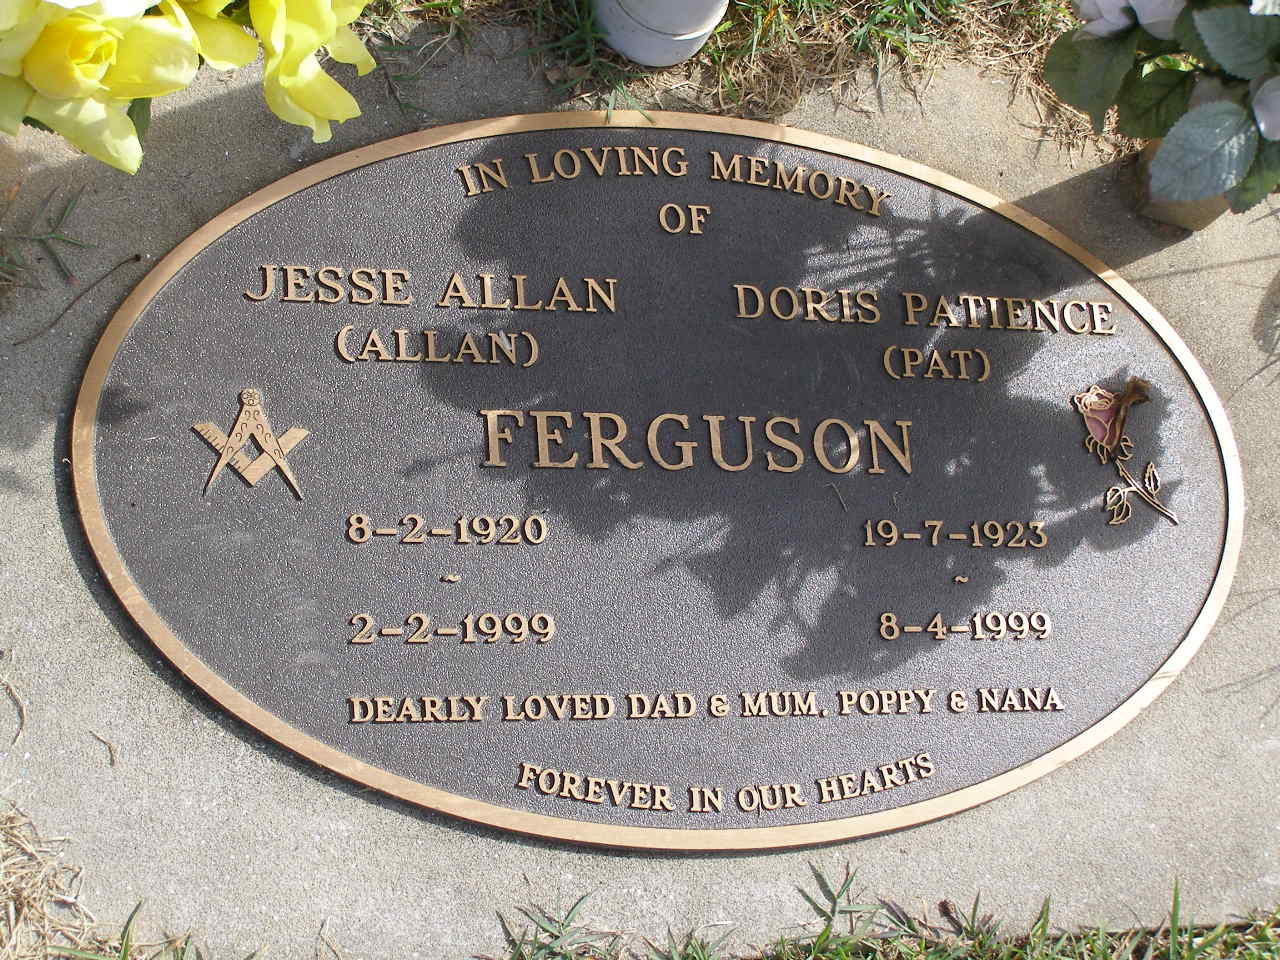 IN LOVING MEMORY
OF
JESSE ALLAN
(ALLAN)
DORIS PATIENCE
(PAT)
FERGUSON
8-2-1920
~
2-2-1999
19-7-1923
~
8-4-1999
DEARLY LOVED DAD & MUM, POPPY & NANA
FOREVER IN OUR HEARTS